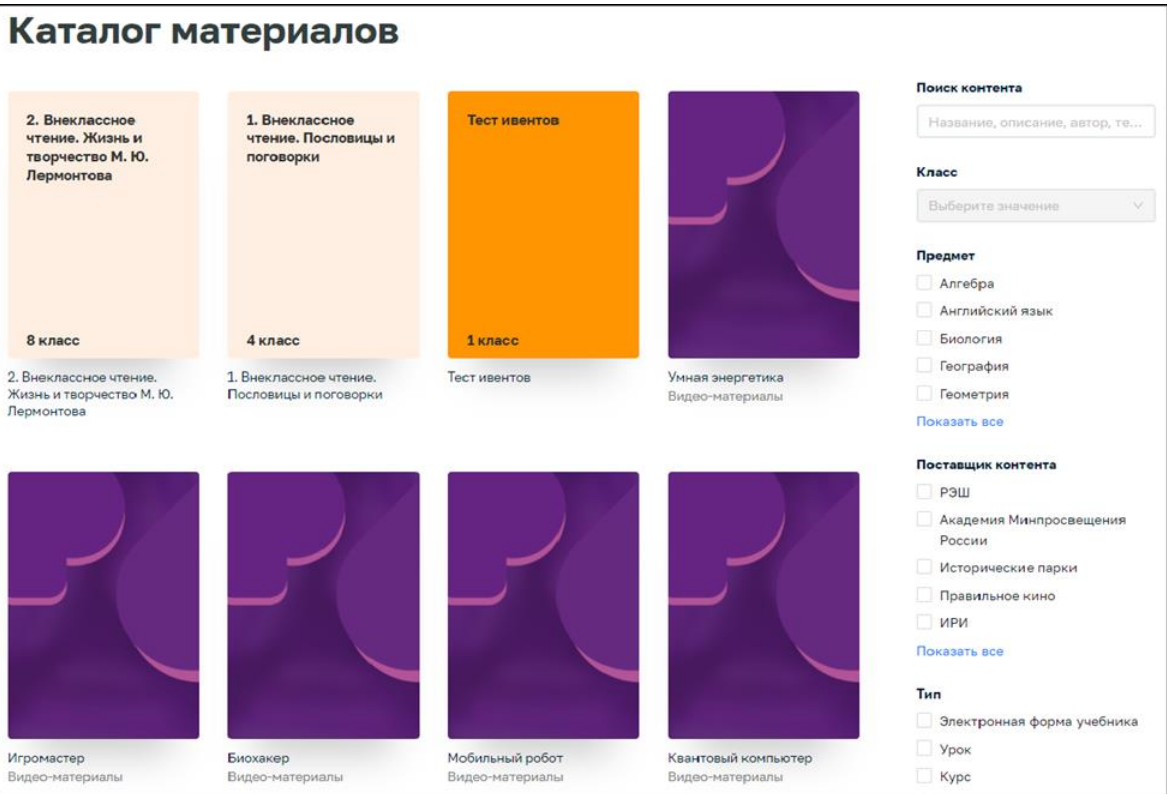 Каталог материалов
2. Внеклассное
чтение. Жизнь и
творчество М. Ю.
Лермонтова
8 класс
2. Внеклассное чтение.
Жизнь и творчество М. Ю.
Лермонтова
1. Внеклассное
чтение. Пословицы и
поговорки
4 класс
1. Внеклассное чтение.
Пословицы и поговорки
Тест ивентов
1 класс
Тест ивентов
Умная энергетика
Видео-материалы
Игромастер
Видео-материалы
Биохакер
Видео-материалы
Мобильный робот
Видео-материалы
Квантовый компьютер
Видео-материалы
Поиск контента
Название, описание, автор, те...
Класс
Выберите значение
Предмет
Алгебра
Английский язык
Биология
География
Геометрия
Показать все
Поставщик контента
РЭШ
Академия Минпросвещения
России
Исторические парки
Правильное кино
ИРИ
Показать все
Тип
Электронная форма учебника
Урок
Курс